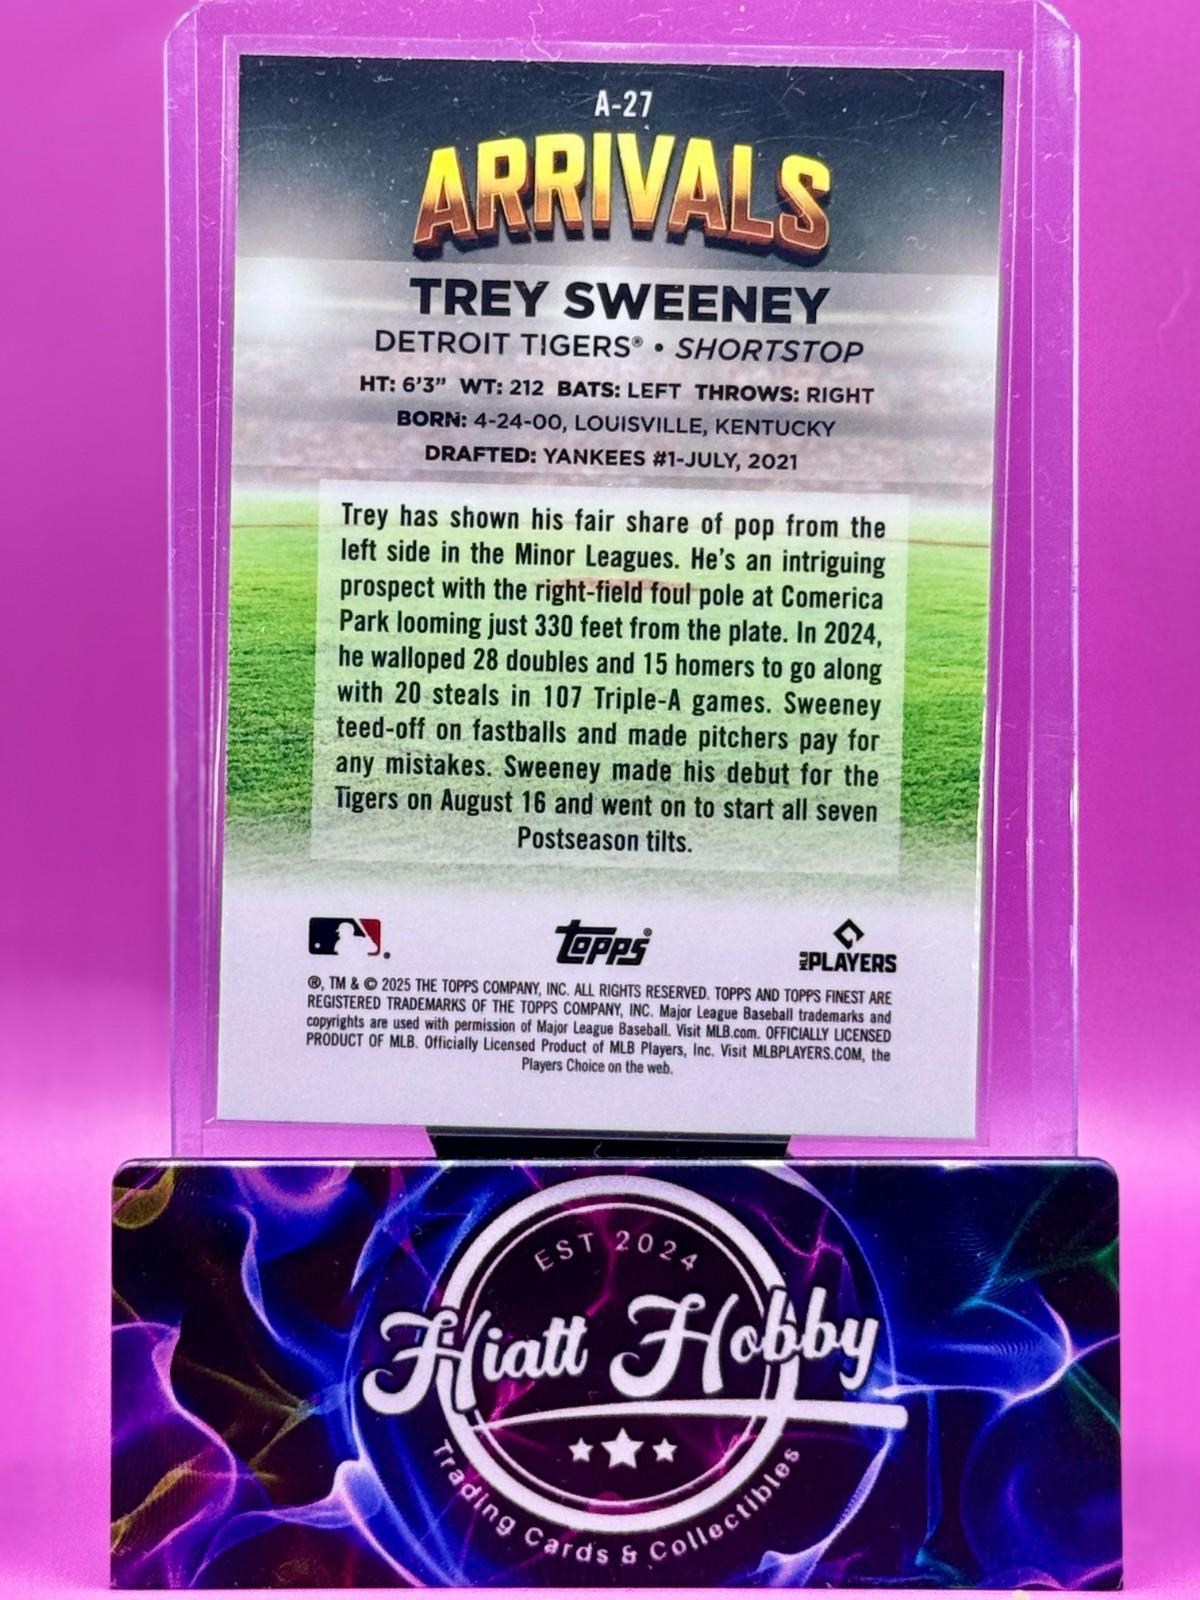 A-27
ARRIVALS
TREY SWEENEY
DETROIT TIGERS® • SHORTSTOP
HT: 6'3" WT: 212 BATS: LEFT THROWS: RIGHT
BORN: 4-24-00, LOUISVILLE, KENTUCKY
DRAFTED: YANKEES #1-JULY, 2021
Trey has shown his fair share of pop from the
left side in the Minor Leagues. He's an intriguing
prospect with the right-field foul pole at Comerica
Park looming just 330 feet from the plate. In 2024,
he walloped 28 doubles and 15 homers to go along
with 20 steals in 107 Triple-A games. Sweeney
teed-off on fastballs and made pitchers pay for
any mistakes. Sweeney made his debut for the
Tigers on August 16 and went on to start all seven
Postseason tilts.
Topps®
MLB PLAYERS
®, TM & © 2025 THE TOPPS COMPANY, INC. ALL RIGHTS RESERVED. TOPPS AND TOPPS FINEST ARE
REGISTERED TRADEMARKS OF THE TOPPS COMPANY, INC. Major League Baseball trademarks and
copyrights are used with permission of Major League Baseball. Visit MLB.com. OFFICIALLY LICENSED
PRODUCT OF MLB. Officially Licensed Product of MLB Players, Inc. Visit MLBPLAYERS.COM, the
Players Choice on the web.
EST 2024
Hiatt Hobby
Trading Cards & Collectibles